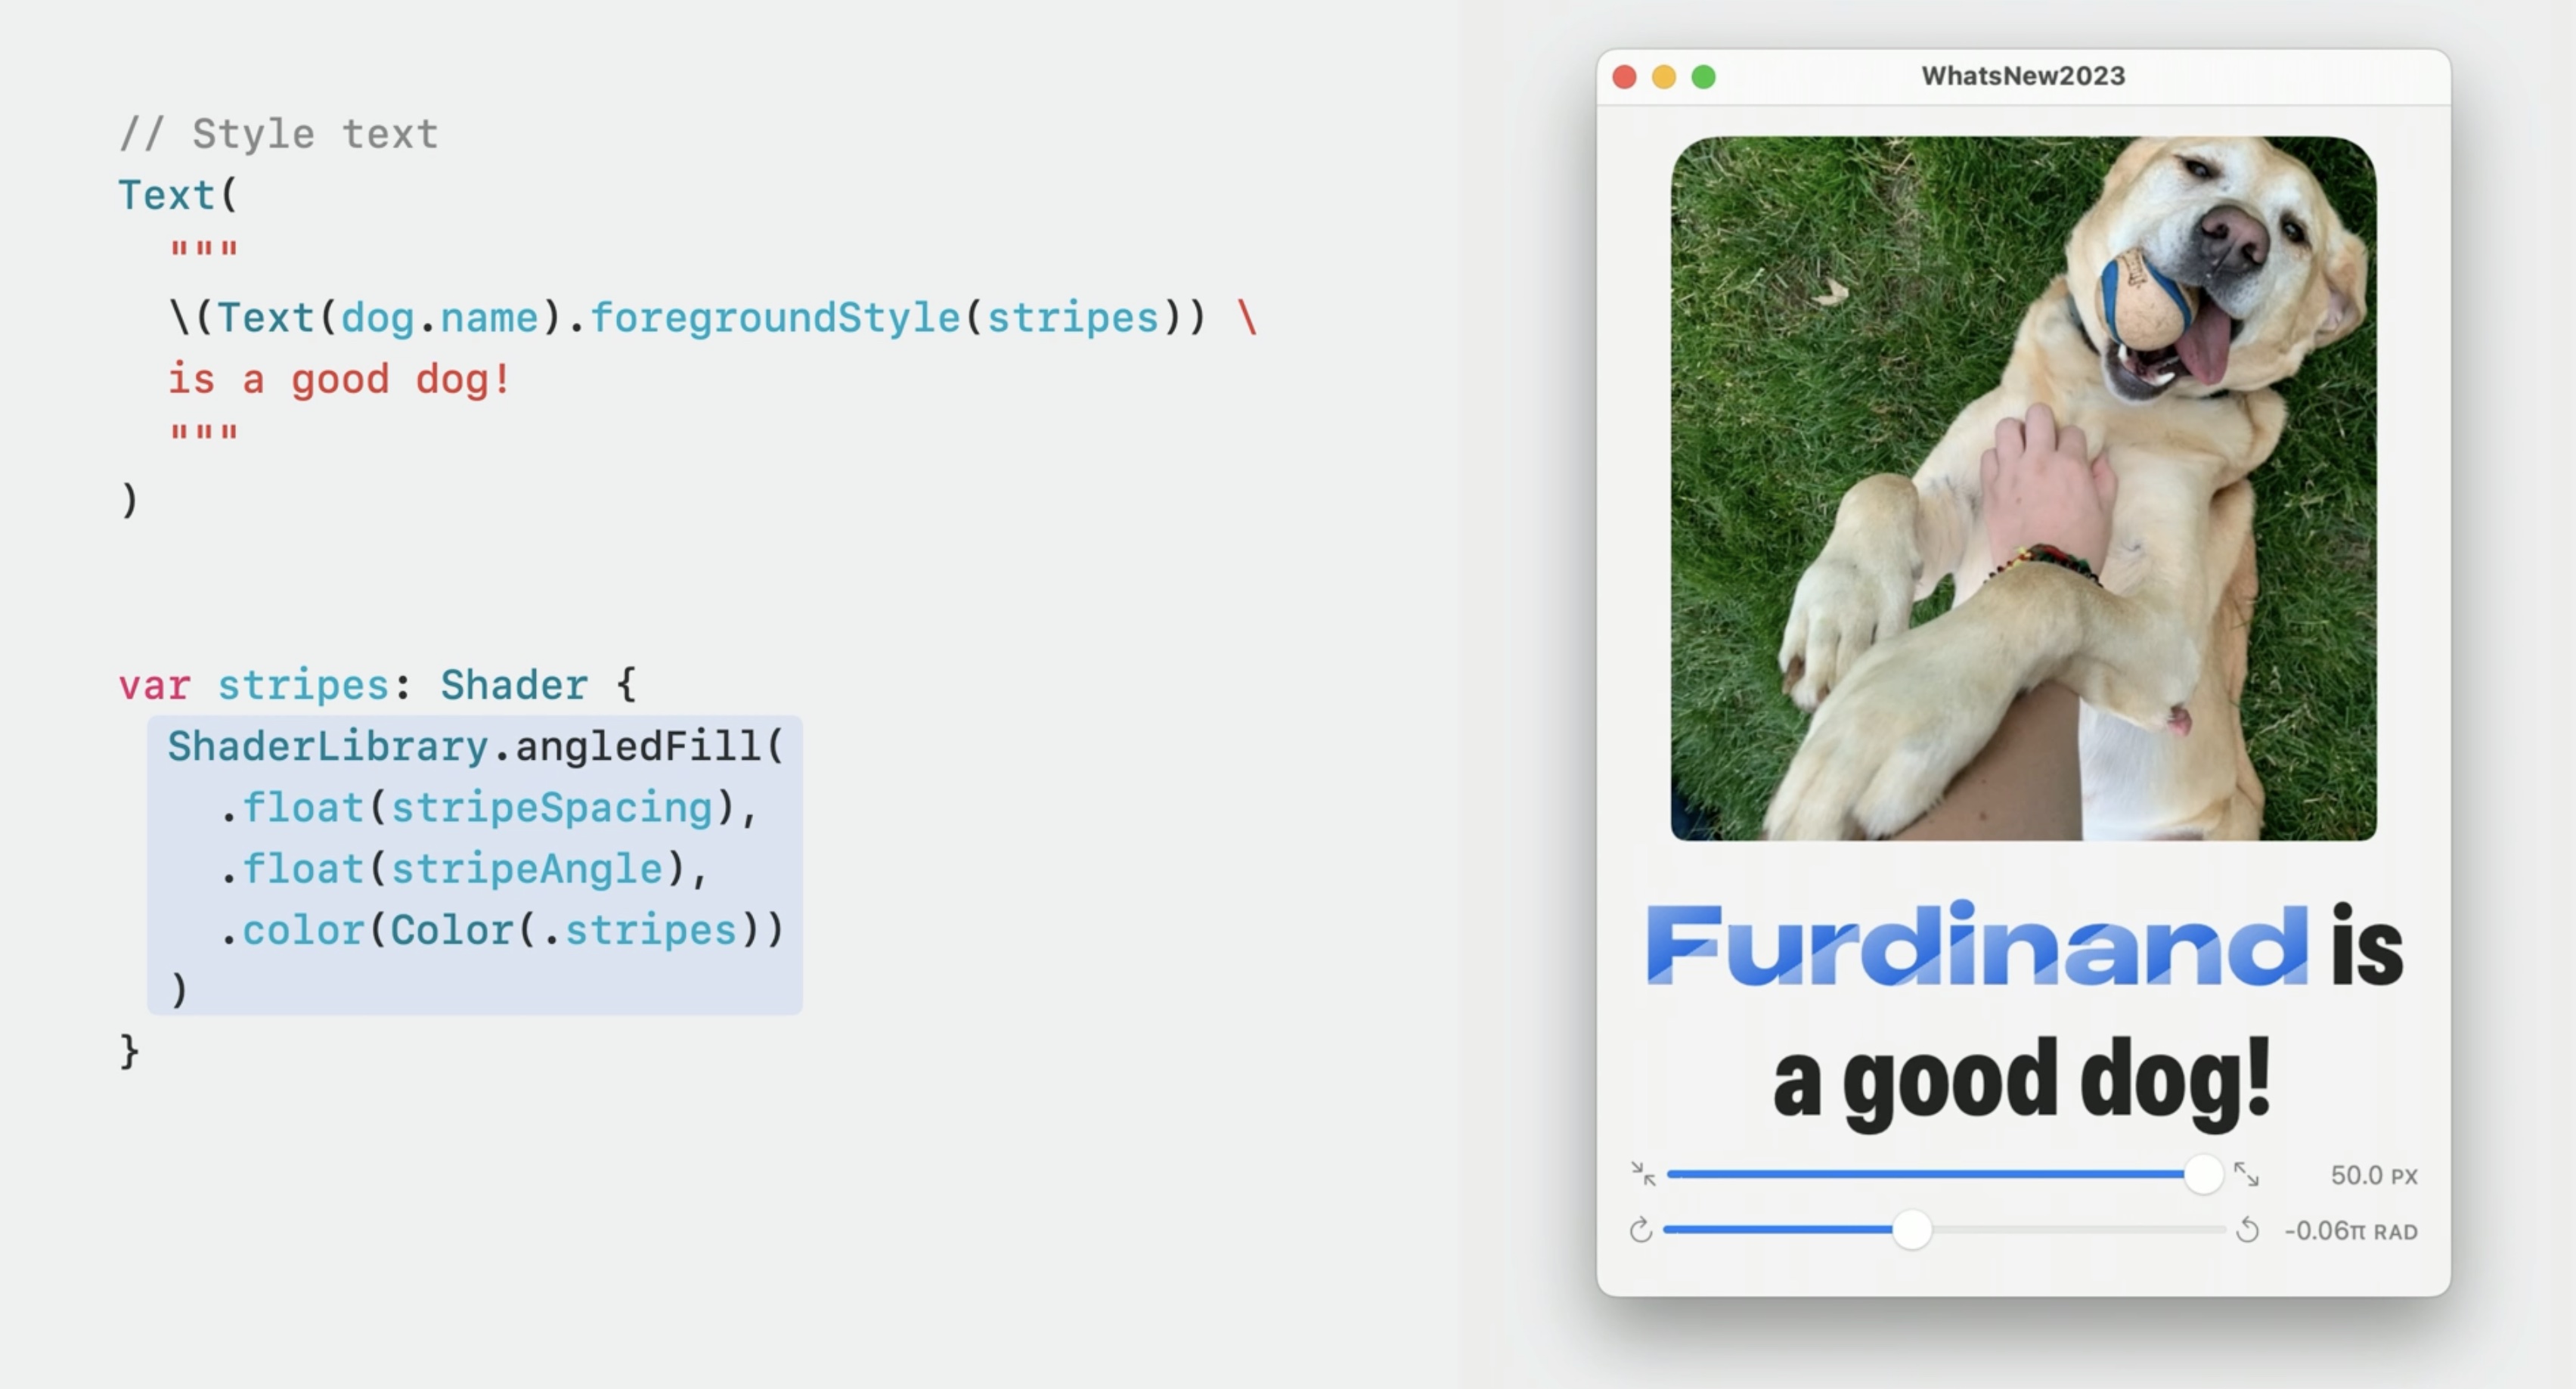 // Style text
Text(
"""
\(Text(dog.name).foregroundStyle(stripes)) \
is a good dog!
"""
)
var stripes: Shader {
ShaderLibrary.angledFill(
.float(stripeSpacing),
.float(stripeAngle),
.color(Color(.stripes))
)
}
WhatsNew2023
Furdinand is
a good dog!
50.0 PX
-0.06π RAD